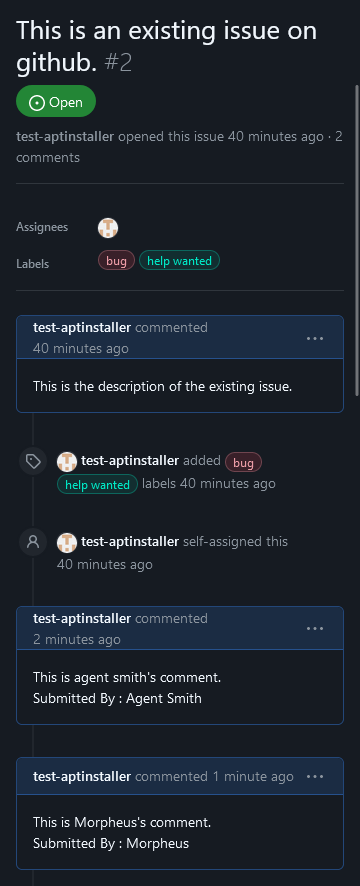 This is an existing issue on
github. #2
Open
test-aptinstaller opened this issue 40 minutes ago · 2
comments
Assignees
Labels bug help wanted
test-aptinstaller commented
40 minutes ago
This is the description of the existing issue.
test-aptinstaller added bug
help wanted labels 40 minutes ago
test-aptinstaller self-assigned this
40 minutes ago
test-aptinstaller commented
2 minutes ago
This is agent smith's comment.
Submitted By : Agent Smith
test-aptinstaller commented 1 minute ago
This is Morpheus's comment.
Submitted By : Morpheus